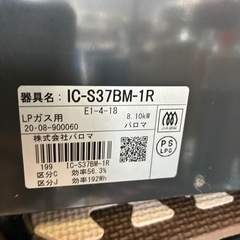 器具名: IC-S37BM-1R
E1-4-18
LPガス用 8.10kW
20-08-900060 パロマ
株式会社パロマ
PS
LPG
199 IC-S37BM-1R
区分C 効率56.3%
区分J 効率192Wh